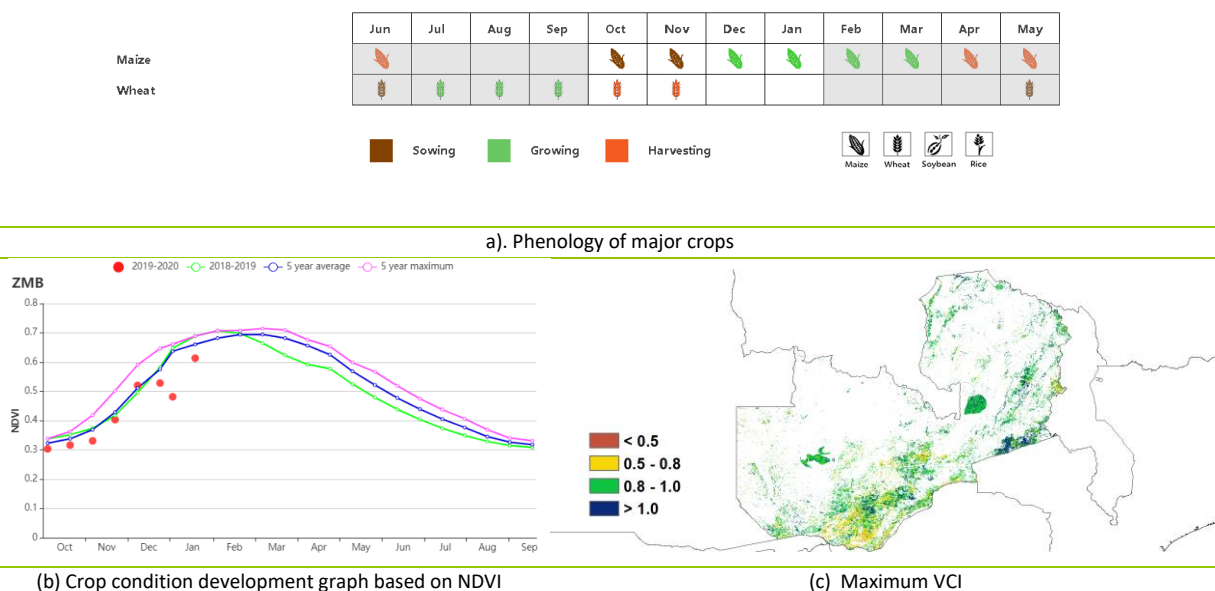 Jun Jul Aug Sep Oct Nov Dec Jan Feb Mar Apr May
Maize
Wheat
Sowing Growing Harvesting
Maize Wheat Soybean Rice
a). Phenology of major crops
2019-2020 2018-2019 5 year average 5 year maximum
ZMB
0.8
0.7
0.6
0.5
0.4
0.3
0.2
0.1
0
NDVI
Oct Nov Dec Jan Feb Mar Apr May Jun Jul Aug Sep
< 0.5
0.5 - 0.8
0.8 - 1.0
> 1.0
(b) Crop condition development graph based on NDVI
(c) Maximum VCI